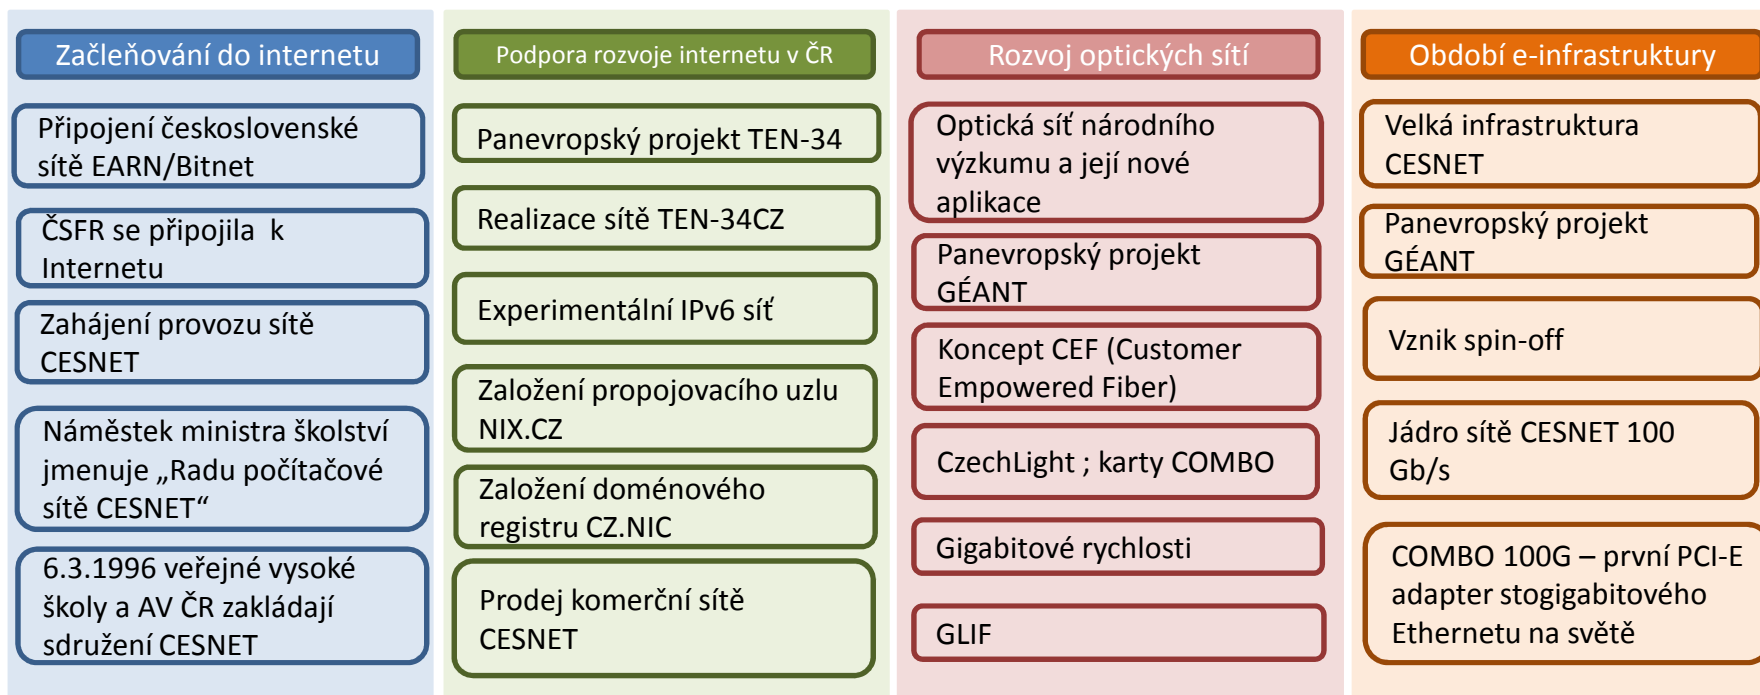 Začleňování do internetu
Připojení československé
sítě EARN/Bitnet
ČSFR se připojila k
Internetu
Zahájení provozu sítě
CESNET
Náměstek ministra školství
jmenuje „Radu počítačové
sítě CESNET“
6.3.1996 veřejné vysoké
školy a AV ČR zakládají
sdružení CESNET
Podpora rozvoje internetu v ČR
Panevropský projekt TEN-34
Realizace sítě TEN-34CZ
Experimentální IPv6 síť
Založení propojovacího uzlu
NIX.CZ
Založení doménového
registru CZ.NIC
Prodej komerční sítě
CESNET
Rozvoj optických sítí
Optická síť národního
výzkumu a její nové
aplikace
Panevropský projekt
GÉANT
Koncept CEF (Customer
Empowered Fiber)
CzechLight ; karty COMBO
Gigabitové rychlosti
GLIF
Období e-infrastruktury
Velká infrastruktura
CESNET
Panevropský projekt
GÉANT
Vznik spin-off
Jádro sítě CESNET 100
Gb/s
COMBO 100G – první PCI-E
adapter stogigabitového
Ethernetu na světě